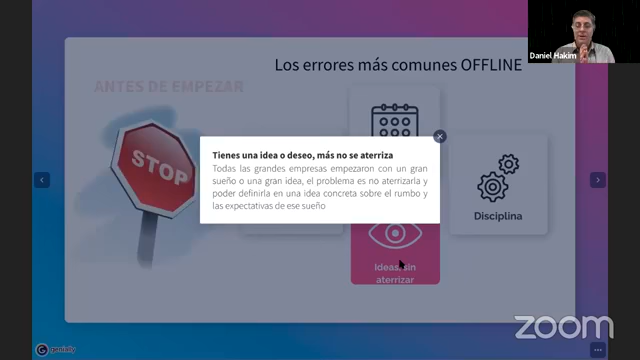 Daniel Hakim
Los errores más comunes OFFLINE
ANTES DE EMPEZAR
STOP
Tienes una idea o deseo, más no se aterriza
Todas las grandes empresas empezaron con un gran
sueño o una gran idea, el problema es no aterrizarla y
poder definirla en una idea concreta sobre el rumbo y
las expectativas de ese sueño
Disciplina
Ideas, sin
aterrizar
genially
zoom